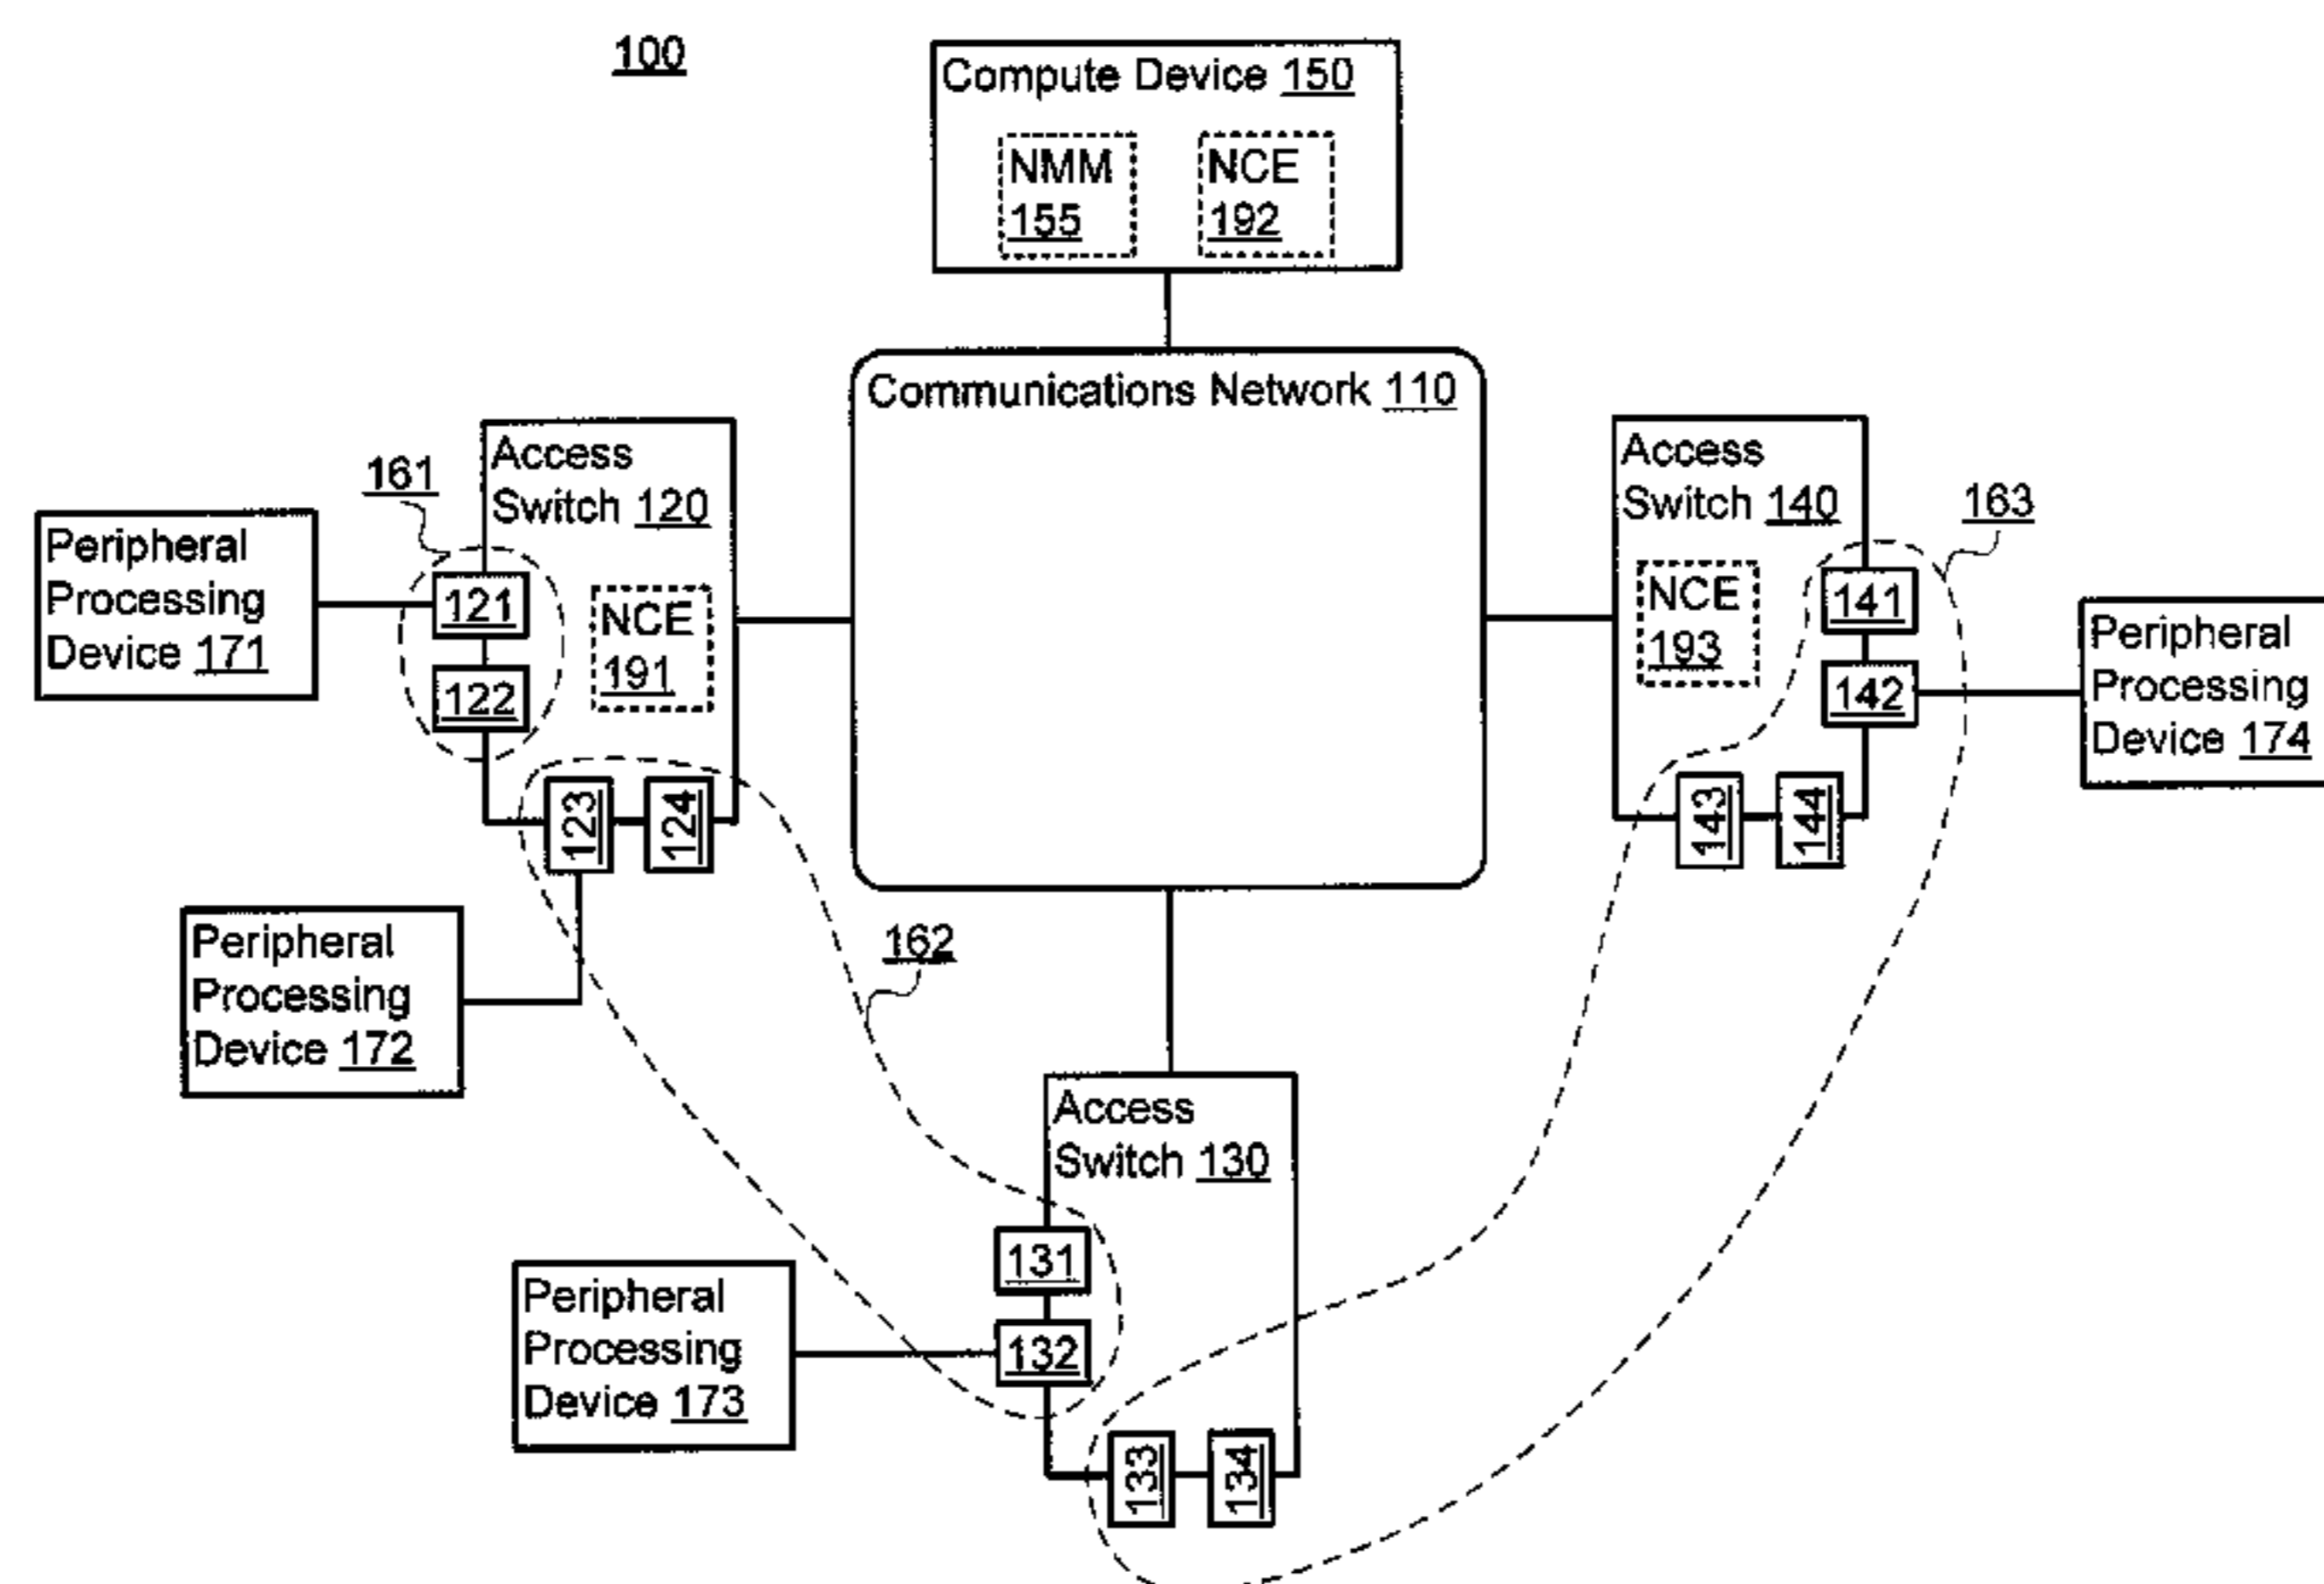 100
Compute Device 150
NMM
155
NCE
192
Communications Network 110
Access
Switch 120
161
NCE
191
121
122
123
124
Peripheral
Processing
Device 171
Peripheral
Processing
Device 172
162
Access
Switch 140
163
NCE
193
141
142
143
144
Peripheral
Processing
Device 174
Access
Switch 130
131
132
133
134
Peripheral
Processing
Device 173